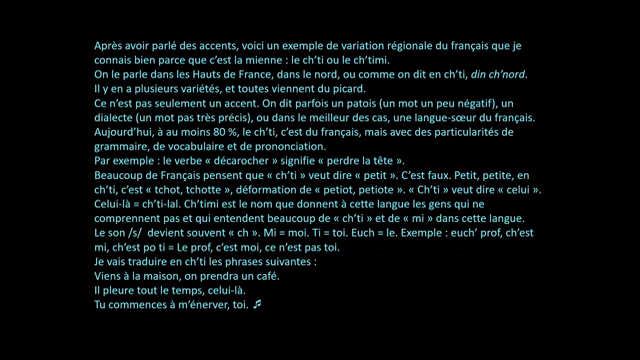 Après avoir parlé des accents, voici un exemple de variation régionale du français que je
connais bien parce que c'est la mienne : le ch'ti ou le ch'timi.
On le parle dans les Hauts de France, dans le nord, ou comme on dit en ch'ti, din ch'nord.
Il y en a plusieurs variétés, et toutes viennent du picard.
Ce n'est pas seulement un accent. On dit parfois un patois (un mot un peu négatif), un
dialecte (un mot pas très précis), ou dans le meilleur des cas, une langue-sœur du français.
Aujourd'hui, à au moins 80 %, le ch'ti, c'est du français, mais avec des particularités de
grammaire, de vocabulaire et de prononciation.
Par exemple : le verbe « décarocher » signifie « perdre la tête ».
Beaucoup de Français pensent que « ch'ti » veut dire « petit ». C'est faux. Petit, petite, en
ch'ti, c'est « tchot, tchotte », déformation de « petiot, petiote ». « Ch'ti » veut dire « celui ».
Celui-là = ch'ti-lal. Ch'timi est le nom que donnent à cette langue les gens qui ne
comprennent pas et qui entendent beaucoup de « ch'ti » et de « mi » dans cette langue.
Le son /s/ devient souvent « ch ». Mi = moi. Ti = toi. Euch = le. Exemple : euch' prof, ch'est
mi, ch'est po ti = Le prof, c'est moi, ce n'est pas toi.
Je vais traduire en ch'ti les phrases suivantes :
Viens à la maison, on prendra un café.
Il pleure tout le temps, celui-là.
Tu commences à m'énerver, toi. ♫